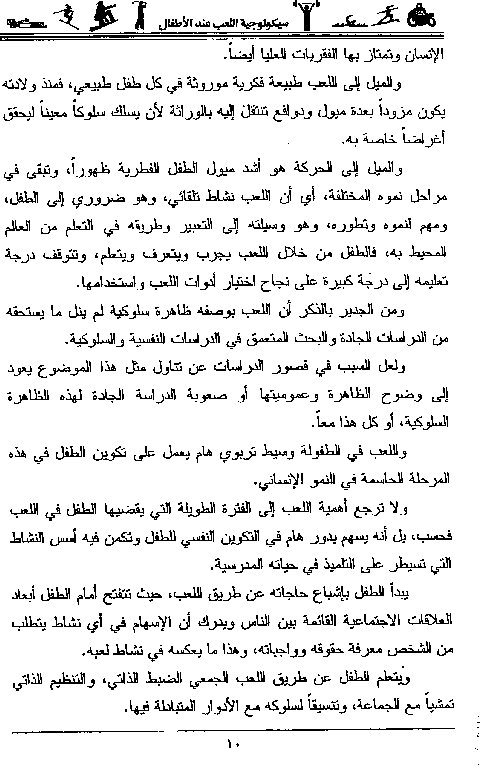 سيكولوجية اللعب عند الأطفال
الإنسان وتمتاز بها الفقريات العليا أيضاً.
والميل إلى اللعب طبيعة فكرية موروثة في كل طفل طبيعي، فمنذ ولادته
يكون مزوداً بعدة ميول ودوافع تنتقل إليه بالوراثة لأن يسلك سلوكاً معيناً ليحقق
أغراضاً خاصة به.
والميل إلى الحركة هو أشد ميول الطفل الفطرية ظهوراً، وتبقى في
مراحل نموه المختلفة، أي أن اللعب نشاط تلقائي، وهو ضروري إلى الطفل،
ومهم لنموه وتطوره، وهو وسيلته إلى التعبير وطريقه في التعلم من العالم
المحيط به، فالطفل من خلال اللعب يجرب ويتعرف ويتعلم، وتتوقف درجة
تعليمه إلى درجة كبيرة على نجاح اختيار أدوات اللعب واستخدامها.
ومن الجدير بالذكر أن اللعب بوصفه ظاهرة سلوكية لم ينل ما يستحقه
من الدراسات الجادة والبحث المتعمق في الدراسات النفسية والسلوكية.
ولعل السبب في قصور الدراسات عن تناول مثل هذا الموضوع يعود
إلى وضوح الظاهرة وعموميتها أو صعوبة الدراسة الجادة لهذه الظاهرة
السلوكية، أو كل هذا معاً.
واللعب في الطفولة وسيط تربوي هام يعمل على تكوين الطفل في هذه
المرحلة الحاسمة في النمو الإنساني.
ولا ترجع أهمية اللعب إلى الفترة الطويلة التي يقضيها الطفل في اللعب
فحسب، بل أنه يسهم بدور هام في التكوين النفسي للطفل وتكمن فيه أسس النشاط
التي تسيطر على التلميذ في حياته المدرسية.
يبدأ الطفل بإشباع حاجاته عن طريق اللعب، حيث تتفتح أمام الطفل أبعاد
العلاقات الاجتماعية القائمة بين الناس ويدرك أن الإسهام في أي نشاط يتطلب
من الشخص معرفة حقوقه وواجباته، وهذا ما يعكسه في نشاط لعبه.
ويتعلم الطفل عن طريق اللعب الجمعي الضبط الذاتي، والتنظيم الذاتي
تمشياً مع الجماعة، وتنسيقاً لسلوكه مع الأدوار المتبادلة فيها.
١٠